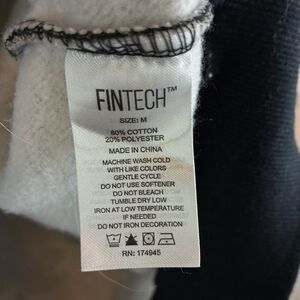 FINTECH™
SIZE: M
80% COTTON
20% POLYESTER
MADE IN CHINA
MACHINE WASH COLD
WITH LIKE COLORS
GENTLE CYCLE
DO NOT USE SOFTENER
DO NOT BLEACH
TUMBLE DRY LOW
IRON AT LOW TEMPERATURE
IF NEEDED
DO NOT IRON DECORATION
RN: 174945